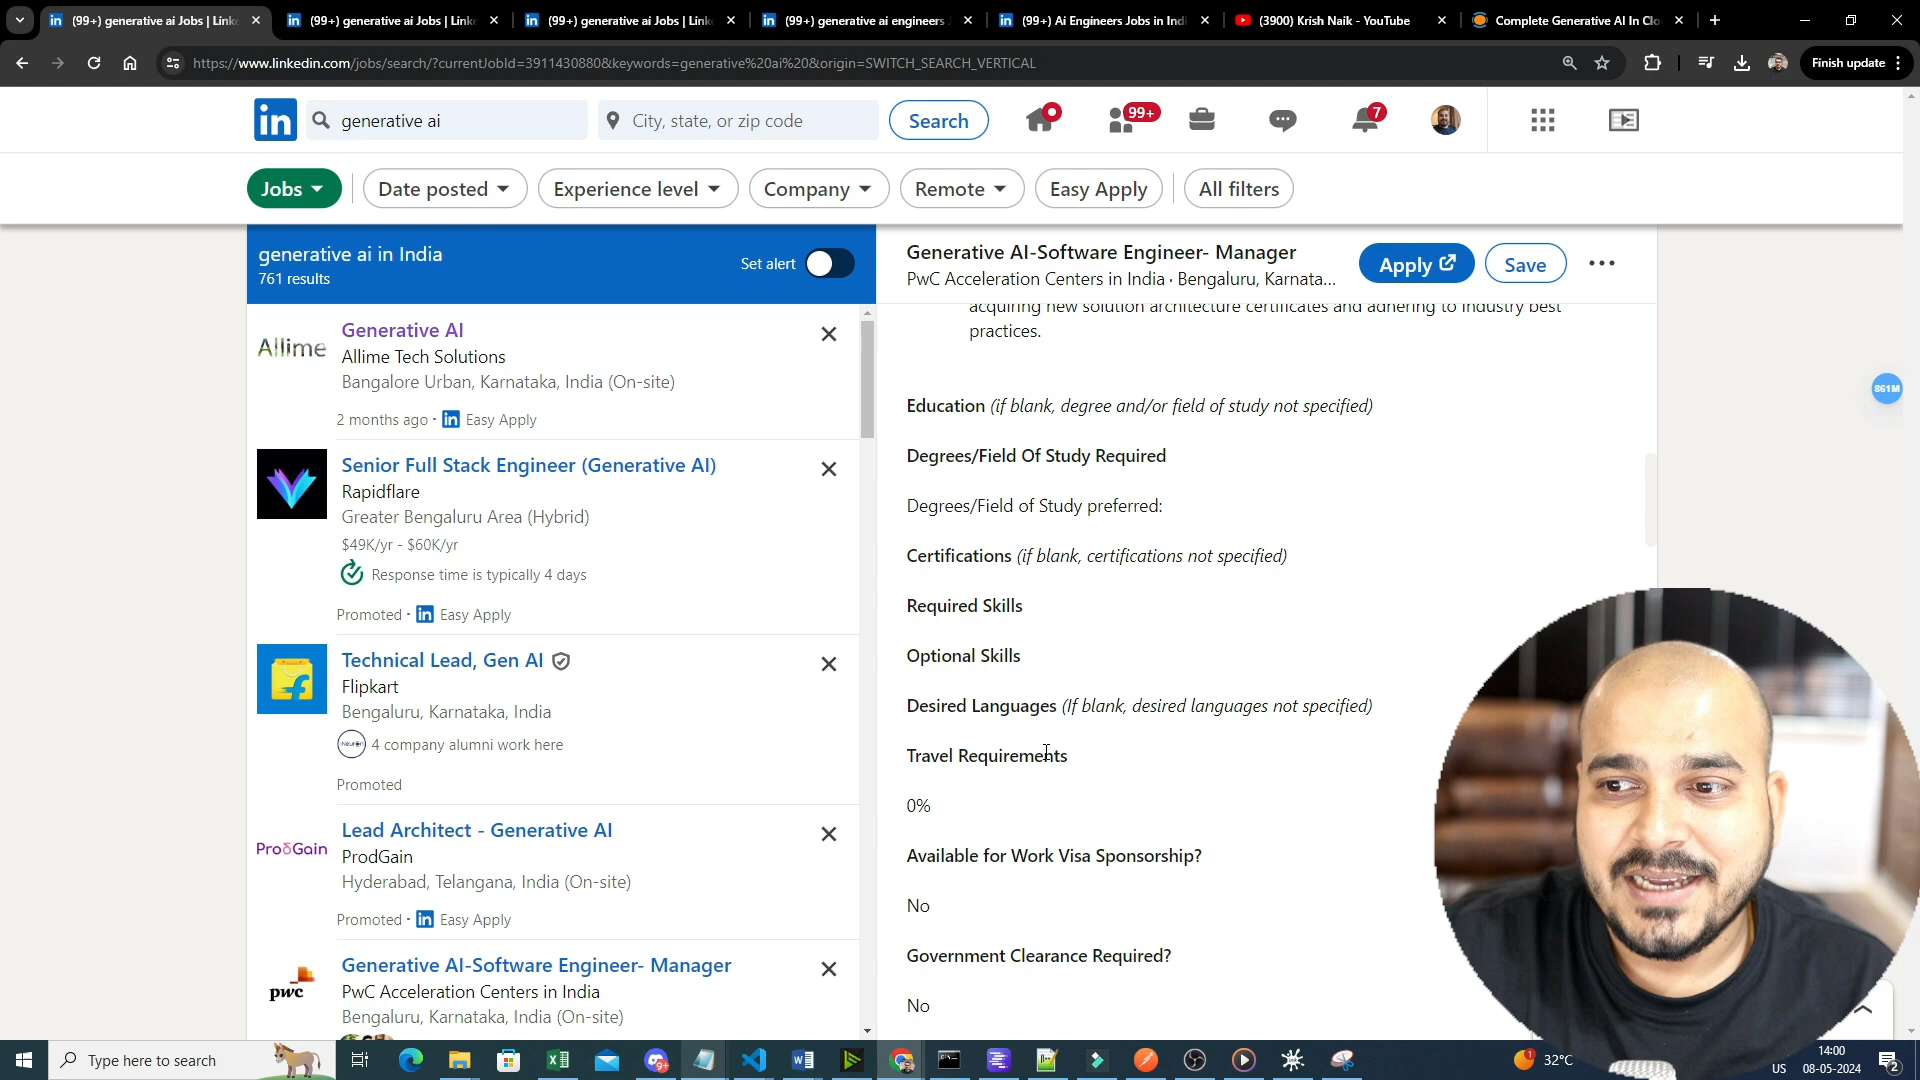 (99+) generative ai Jobs | Linke
(99+) generative ai Jobs | Linke
(99+) generative ai Jobs | Linke
(99+) generative ai engineers
(99+) Ai Engineers Jobs in Indi
(3900) Krish Naik - YouTube
Complete Generative AI In Clo
https://www.linkedin.com/jobs/search/?currentJobId=3911430880&keywords=generative%20ai%20&origin=SWITCH_SEARCH_VERTICAL
Finish update
in
generative ai
City, state, or zip code
Search
99+
7
Jobs
Date posted
Experience level
Company
Remote
Easy Apply
All filters
generative ai in India
761 results
Set alert
Allime
Generative AI
Allime Tech Solutions
Bangalore Urban, Karnataka, India (On-site)
2 months ago · in Easy Apply
Senior Full Stack Engineer (Generative AI)
Rapidflare
Greater Bengaluru Area (Hybrid)
$49K/yr - $60K/yr
Response time is typically 4 days
Promoted · in Easy Apply
Technical Lead, Gen AI
Flipkart
Bengaluru, Karnataka, India
4 company alumni work here
Promoted
ProdGain
Lead Architect - Generative AI
ProdGain
Hyderabad, Telangana, India (On-site)
Promoted · in Easy Apply
pwc
Generative AI-Software Engineer- Manager
PwC Acceleration Centers in India
Bengaluru, Karnataka, India (On-site)
Generative AI-Software Engineer- Manager
PwC Acceleration Centers in India · Bengaluru, Karnata...
Apply
Save
acquiring new solution architecture certificates and adhering to industry best
practices.
Education (if blank, degree and/or field of study not specified)
Degrees/Field Of Study Required
Degrees/Field of Study preferred:
Certifications (if blank, certifications not specified)
Required Skills
Optional Skills
Desired Languages (If blank, desired languages not specified)
Travel Requirements
0%
Available for Work Visa Sponsorship?
No
Government Clearance Required?
No
861M
Type here to search
32°C
US
14:00
08-05-2024
2